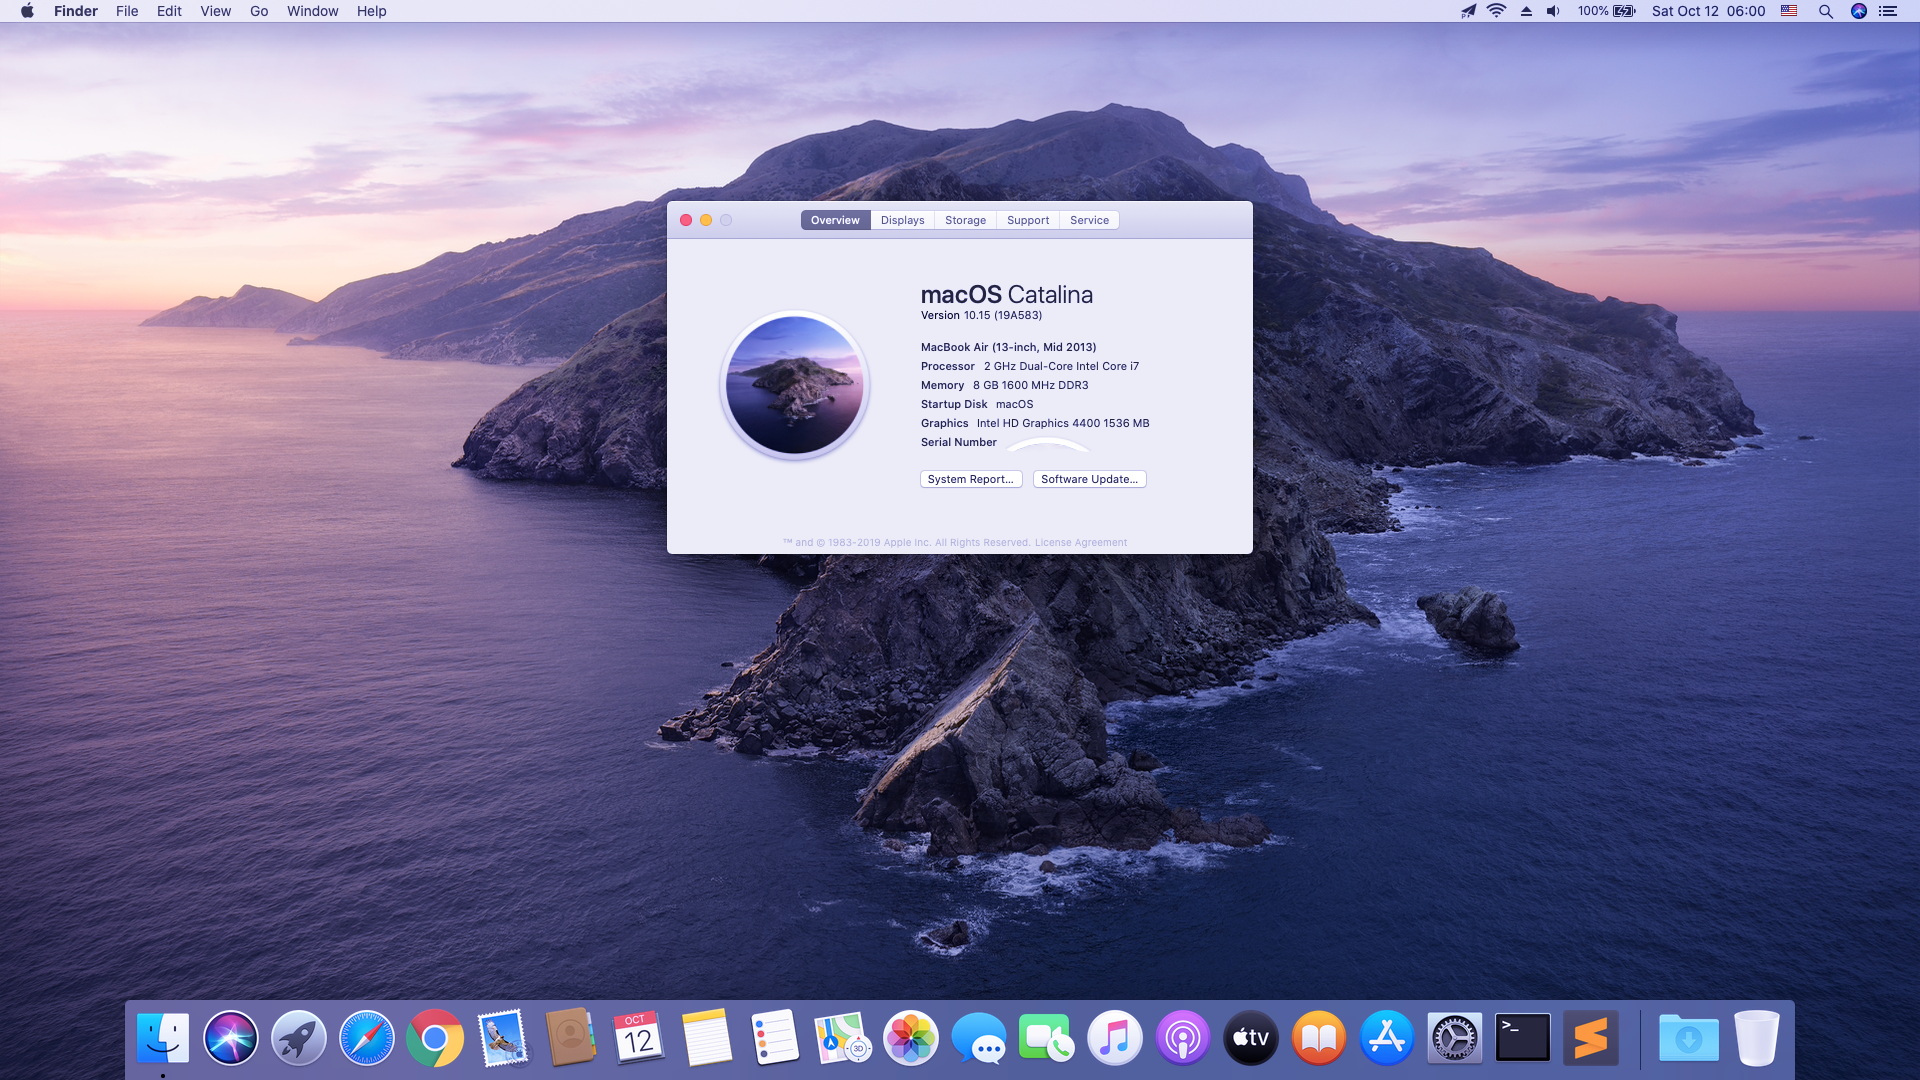 Finder File Edit View Go Window Help
100% Sat Oct 12 06:00
Overview Displays Storage Support Service
macOS Catalina
Version 10.15 (19A583)
MacBook Air (13-inch, Mid 2013)
Processor 2 GHz Dual-Core Intel Core i7
Memory 8 GB 1600 MHz DDR3
Startup Disk macOS
Graphics Intel HD Graphics 4400 1536 MB
Serial Number
System Report... Software Update...
™ and © 1983-2019 Apple Inc. All Rights Reserved. License Agreement
OCT
12
3D
tv
>_